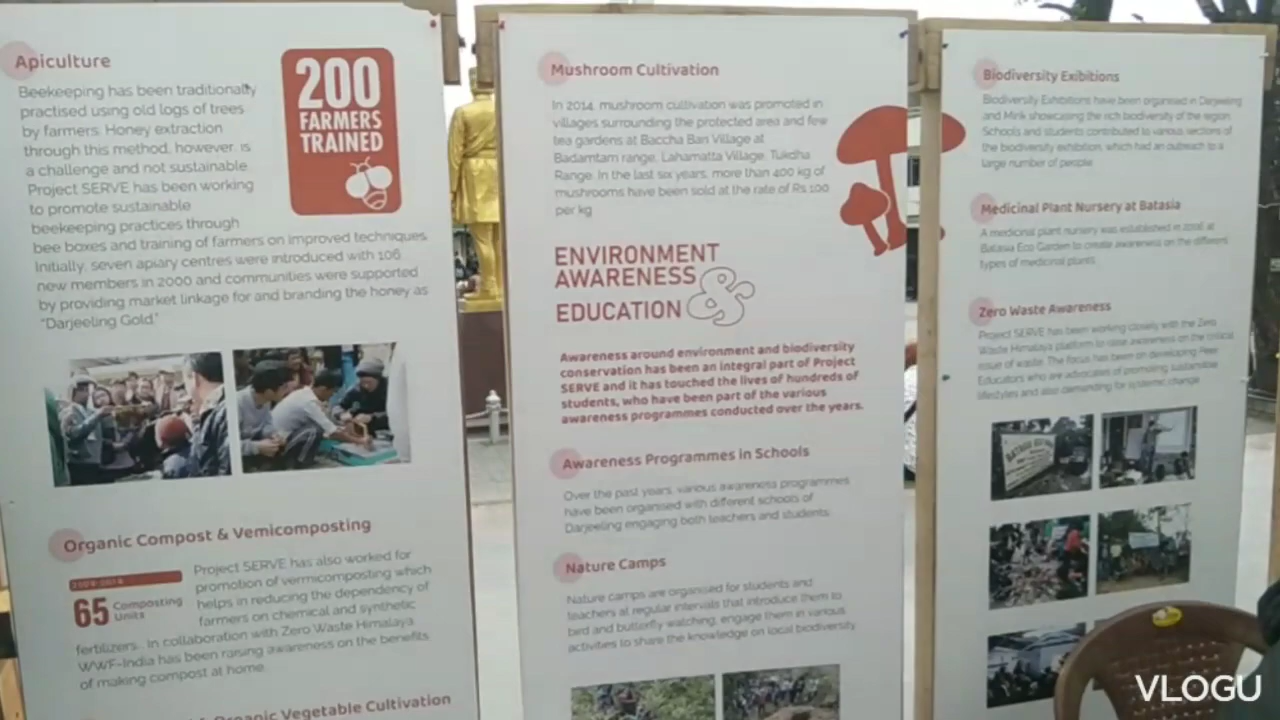 Apiculture
Beekeeping has been traditionally
practised using old logs of trees
by farmers. Honey extraction
through this method, however, is
a challenge and not sustainable.
Project SERVE has been working
to promote sustainable
beekeeping practices through
bee boxes and training of farmers on improved techniques.
Initially, seven apiary centres were introduced with 106
new members in 2000 and communities were supported
by providing market linkage for and branding the honey as
"Darjeeling Gold."
200
FARMERS
TRAINED
Organic Compost & Vemicomposting
65 Composting
Units
Project SERVE has also worked for
promotion of vermicomposting which
helps in reducing the dependency of
farmers on chemical and synthetic
fertilizers. In collaboration with Zero Waste Himalaya
WWF-India has been raising awareness on the benefits
of making compost at home.
Organic Vegetable Cultivation
Mushroom Cultivation
In 2014, mushroom cultivation was promoted in
villages surrounding the protected area and few
tea gardens at Baccha Ban Village at
Badamtam range, Lahamatta Village, Tukdha
Range. In the last six years, more than 400 kg of
mushrooms have been sold at the rate of Rs 100
per kg
ENVIRONMENT
AWARENESS &
EDUCATION
Awareness around environment and biodiversity
conservation has been an integral part of Project
SERVE and it has touched the lives of hundreds of
students, who have been part of the various
awareness programmes conducted over the years.
Awareness Programmes in Schools
Over the past years, various awareness programmes
have been organised with different schools of
Darjeeling engaging both teachers and students.
Nature Camps
Nature camps are organised for students and
teachers at regular intervals that introduce them to
bird and butterfly watching, engage them in various
activities to share the knowledge on local biodiversity
Biodiversity Exibitions
Biodiversity Exhibitions have been organised in Darjeeling
and Mirik showcasing the rich biodiversity of the region.
Schools and students contributed to various sections of
the biodiversity exhibition, which had an outreach to a
large number of people.
Medicinal Plant Nursery at Batasia
A medicinal plant nursery was established in at
Batasia Eco Garden to create awareness on the different
types of medicinal plants.
Zero Waste Awareness
Project SERVE has been working closely with the Zero
Waste Himalaya platform to raise awareness on the critical
issue of waste. The focus has been on developing Peer
Educators who are advocates of promoting sustainable
lifestyles and also demanding for systemic change.
VLOGU